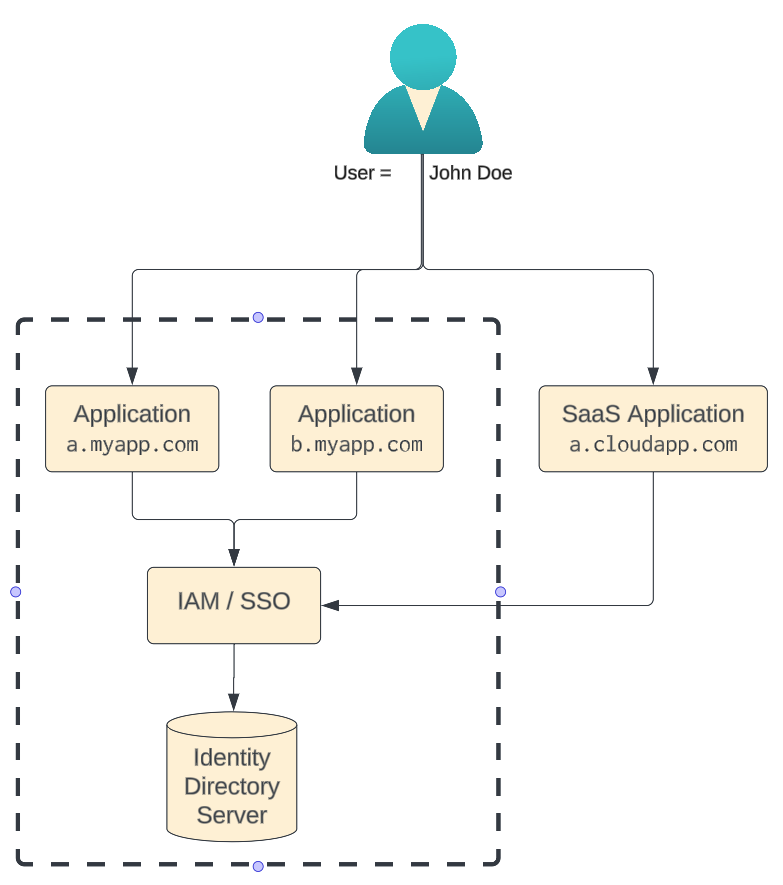 User = John Doe
Application
a.myapp.com
Application
b.myapp.com
SaaS Application
a.cloudapp.com
IAM / SSO
Identity
Directory
Server